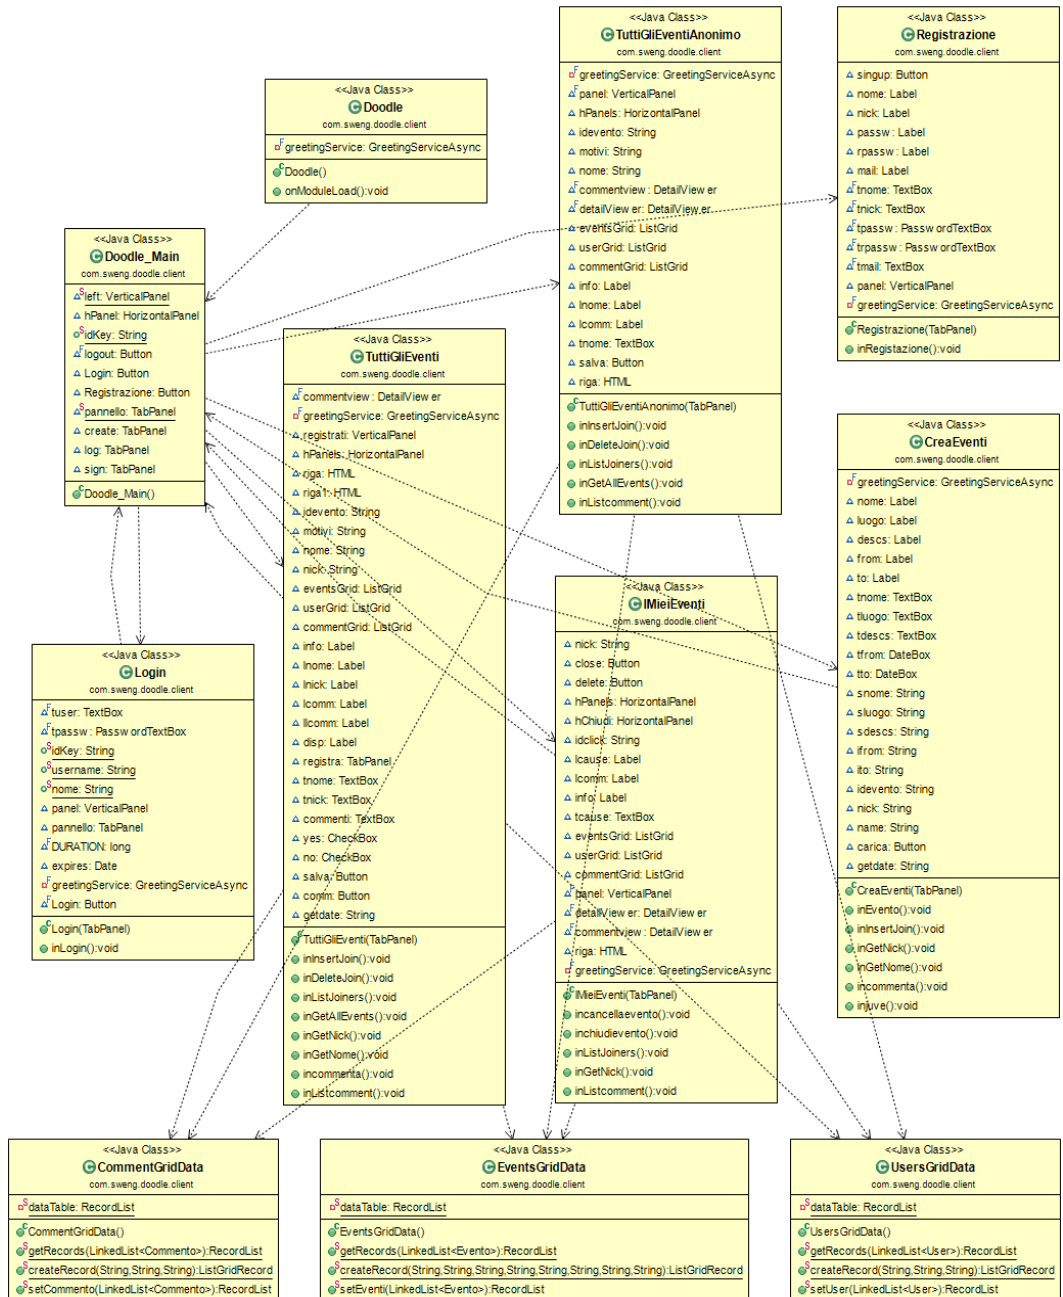 <<Java Class>>
TuttiGliEventiAnonimo
com.sweng.doodle.client
greetingService: GreetingServiceAsync
panel: VerticalPanel
hPanels: HorizontalPanel
idevento: String
motivi: String
nome: String
commentview: DetailViewer
detailViewer: DetailViewer
eventsGrid: ListGrid
userGrid: ListGrid
commentGrid: ListGrid
info: Label
lnome: Label
lcomm: Label
tnome: TextBox
salva: Button
riga: HTML
TuttiGliEventiAnonimo(TabPanel)
inInsertJoin():void
inDeleteJoin():void
inListJoiners():void
inGetAllEvents():void
inListcomment():void
<<Java Class>>
Registrazione
com.sweng.doodle.client
singup: Button
nome: Label
nick: Label
passw: Label
rpassw: Label
mail: Label
tnome: TextBox
tnick: TextBox
tpassw: PasswordTextBox
trpassw: PasswordTextBox
tmail: TextBox
panel: VerticalPanel
greetingService: GreetingServiceAsync
Registrazione(TabPanel)
inRegistazione():void
<<Java Class>>
Doodle
com.sweng.doodle.client
greetingService: GreetingServiceAsync
Doodle()
onModuleLoad():void
<<Java Class>>
Doodle_Main
com.sweng.doodle.client
left: VerticalPanel
hPanel: HorizontalPanel
idKey: String
logout: Button
Login: Button
Registrazione: Button
pannello: TabPanel
create: TabPanel
log: TabPanel
sign: TabPanel
Doodle_Main()
<<Java Class>>
TuttiGliEventi
com.sweng.doodle.client
commentview: DetailViewer
greetingService: GreetingServiceAsync
registrati: VerticalPanel
hPanels: HorizontalPanel
riga: HTML
riga1: HTML
idevento: String
motivi: String
nome: String
nick: String
eventsGrid: ListGrid
userGrid: ListGrid
commentGrid: ListGrid
info: Label
lnome: Label
lnick: Label
lcomm: Label
llcomm: Label
disp: Label
registra: TabPanel
tnome: TextBox
tnick: TextBox
commenti: TextBox
yes: CheckBox
no: CheckBox
salva: Button
comm: Button
getdate: String
TuttiGliEventi(TabPanel)
inInsertJoin():void
inDeleteJoin():void
inListJoiners():void
inGetAllEvents():void
inGetNick():void
inGetNome():void
incommenta():void
inListcomment():void
<<Java Class>>
CreaEventi
com.sweng.doodle.client
greetingService: GreetingServiceAsync
nome: Label
luogo: Label
descs: Label
from: Label
to: Label
tnome: TextBox
tluogo: TextBox
tdescs: TextBox
tfrom: DateBox
tto: DateBox
snome: String
sluogo: String
sdescs: String
ifrom: String
ito: String
idevento: String
nick: String
name: String
carica: Button
getdate: String
CreaEventi(TabPanel)
inEvento():void
inInsertJoin():void
inGetNick():void
inGetNome():void
incommenta():void
injuve():void
<<Java Class>>
IMieiEventi
com.sweng.doodle.client
nick: String
close: Button
delete: Button
hPanels: HorizontalPanel
hChiudi: HorizontalPanel
idclick: String
lcause: Label
lcomm: Label
info: Label
tcause: TextBox
eventsGrid: ListGrid
userGrid: ListGrid
commentGrid: ListGrid
panel: VerticalPanel
detailViewer: DetailViewer
commentview: DetailViewer
riga: HTML
greetingService: GreetingServiceAsync
IMieiEventi(TabPanel)
incancellaevento():void
inchiudievento():void
inListJoiners():void
inGetNick():void
inListcomment():void
<<Java Class>>
Login
com.sweng.doodle.client
tuser: TextBox
tpassw: PasswordTextBox
idKey: String
username: String
nome: String
panel: VerticalPanel
pannello: TabPanel
DURATION: long
expires: Date
greetingService: GreetingServiceAsync
Login: Button
Login(TabPanel)
inLogin():void
<<Java Class>>
CommentGridData
com.sweng.doodle.client
dataTable: RecordList
CommentGridData()
getRecords(LinkedList<Commento>):RecordList
createRecord(String,String,String):ListGridRecord
setCommento(LinkedList<Commento>):RecordList
<<Java Class>>
EventsGridData
com.sweng.doodle.client
dataTable: RecordList
EventsGridData()
getRecords(LinkedList<Evento>):RecordList
createRecord(String,String,String,String,String,String,String):ListGridRecord
setEventi(LinkedList<Evento>):RecordList
<<Java Class>>
UsersGridData
com.sweng.doodle.client
dataTable: RecordList
UsersGridData()
getRecords(LinkedList<User>):RecordList
createRecord(String,String,String):ListGridRecord
setUser(LinkedList<User>):RecordList